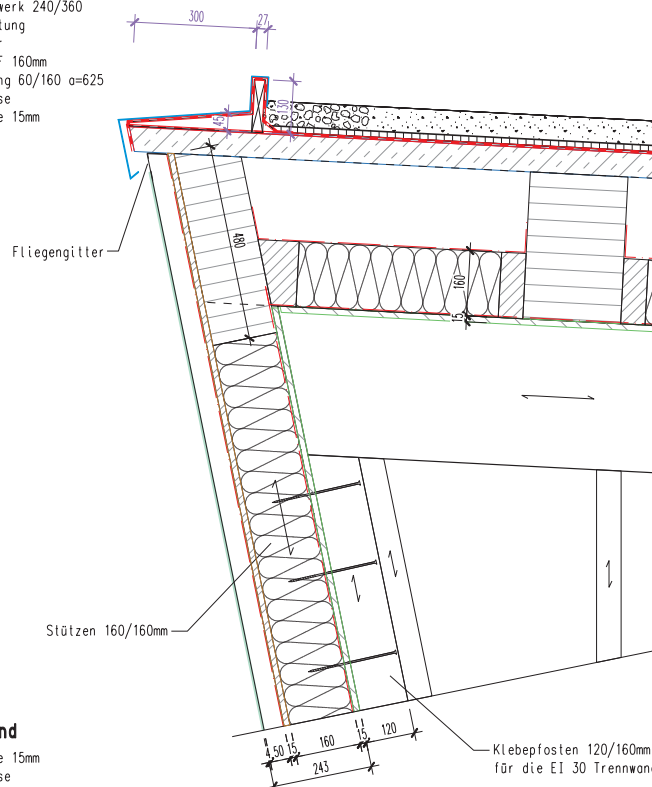 werk 240/360
tung
F 160mm
ng 60/160 a=625
se
e 15mm
300
27
130
45
Fliegengitter
480
160
15
Stützen 160/160mm
nd
e 15mm
se
4,50
15
160
15
120
243
Klebepfosten 120/160mm
für die EI 30 Trennwand